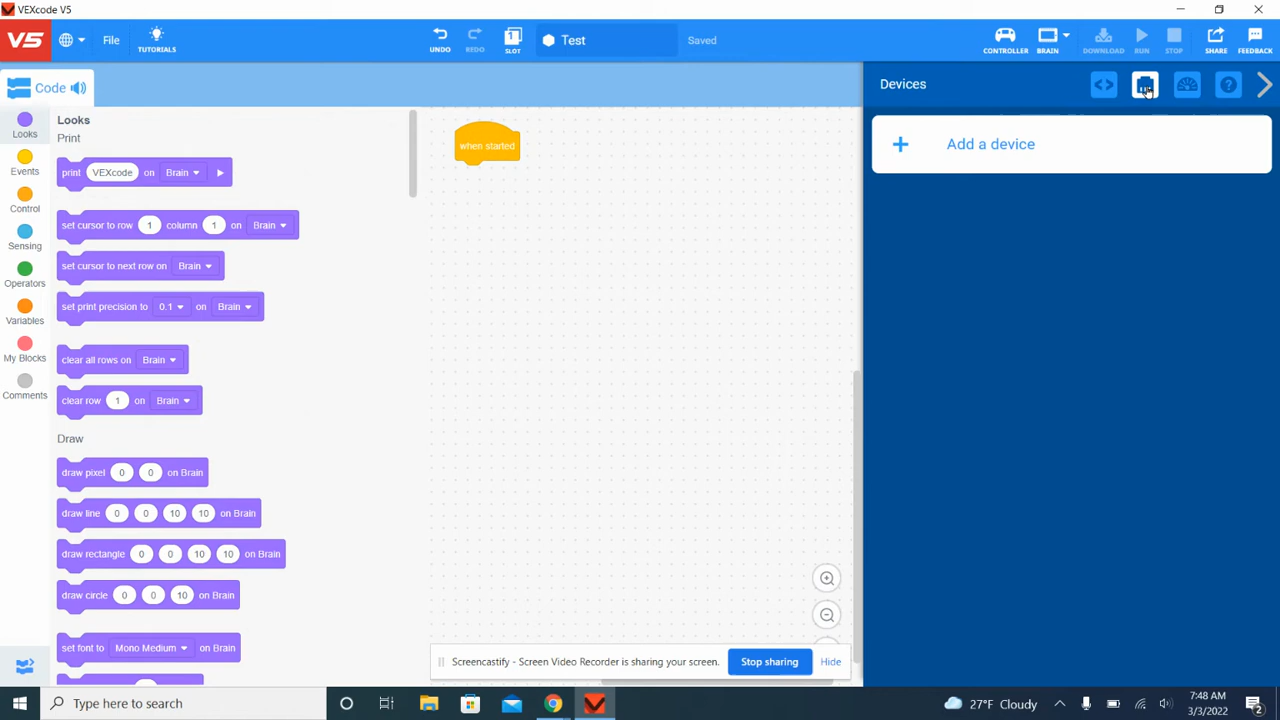 VEXcode V5
V5
File
TUTORIALS
UNDO
REDO
1
SLOT
Test
Saved
CONTROLLER
BRAIN
DOWNLOAD
RUN
STOP
SHARE
FEEDBACK
Code
Devices
?
Looks
Events
Control
Sensing
Operators
Variables
My Blocks
Comments
Looks
Print
print VEXcode on Brain
set cursor to row 1 column 1 on Brain
set cursor to next row on Brain
set print precision to 0.1 on Brain
clear all rows on Brain
clear row 1 on Brain
Draw
draw pixel 0 0 on Brain
draw line 0 0 10 10 on Brain
draw rectangle 0 0 10 10 on Brain
draw circle 0 0 10 on Brain
set font to Mono Medium on Brain
when started
+ Add a device
Screencastify - Screen Video Recorder is sharing your screen.
Stop sharing
Hide
Type here to search
27°F Cloudy
7:48 AM
3/3/2022
2